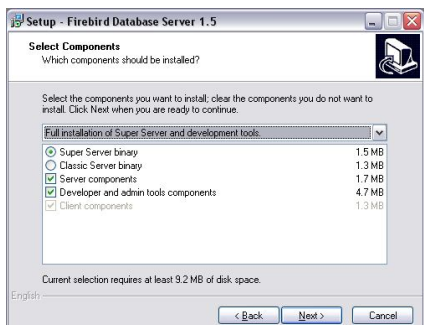 Setup - Firebird Database Server 1.5
Select Components
Which components should be installed?
Select the components you want to install; clear the components you do not want to
install. Click Next when you are ready to continue.
Full installation of Super Server and development tools.
Super Server binary 1.5 MB
Classic Server binary 1.3 MB
Server components 1.7 MB
Developer and admin tools components 4.7 MB
Client components 1.3 MB
Current selection requires at least 9.2 MB of disk space.
English
< Back Next > Cancel